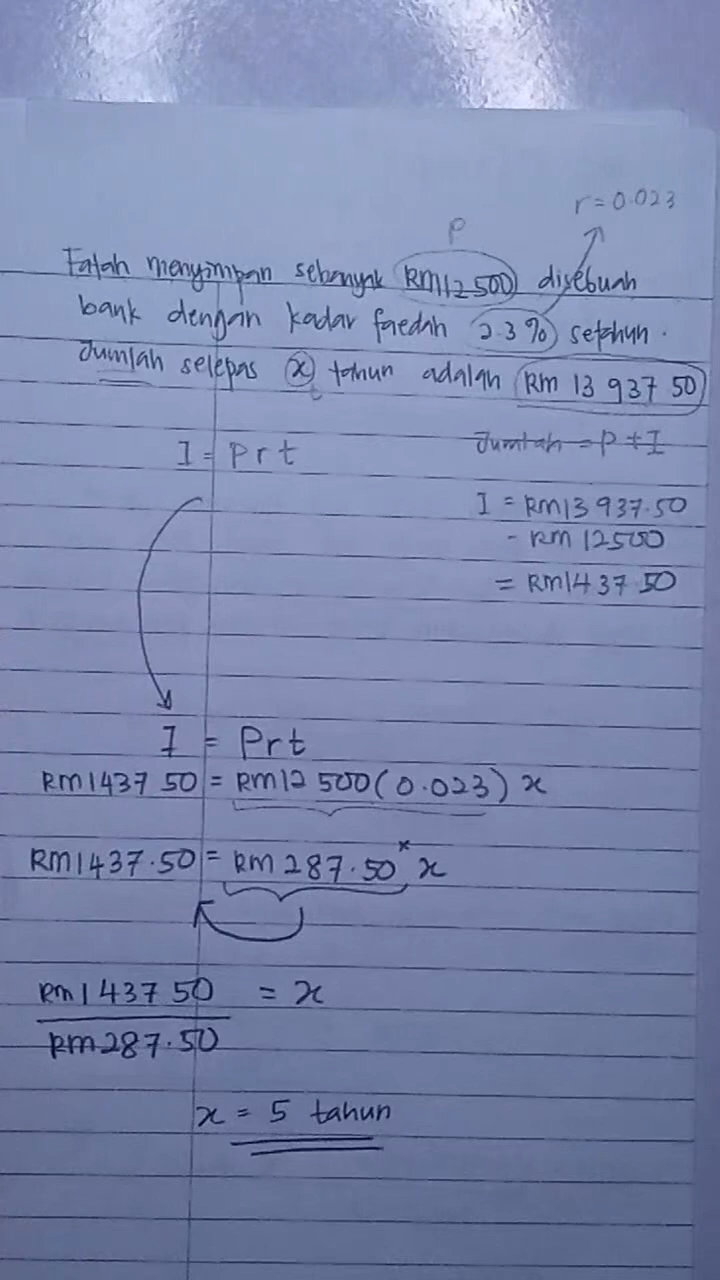 r = 0.023
P
Fatah menyimpan sebanyak RM12 500 disebuah
bank dengan kadar faedah 2.3% setahun.
Jumlah selepas x tahun adalah RM 13 937 50
t
I = Prt
Jumlah = P + I
I = RM13 937.50
- RM 12500
= RM1437 50
I = Prt
RM1437 50 = RM12 500 (0.023) x
RM1437.50 = RM 287.50 x x
RM1437 50 = x
RM287.50
x = 5 tahun